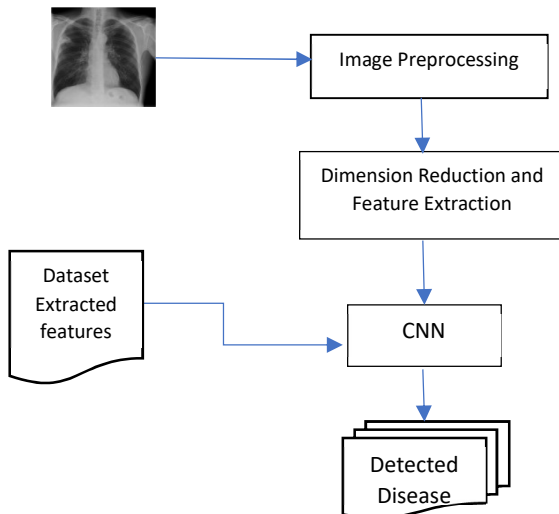 Image Preprocessing
Dimension Reduction and
Feature Extraction
Dataset
Extracted
features
CNN
Detected
Disease